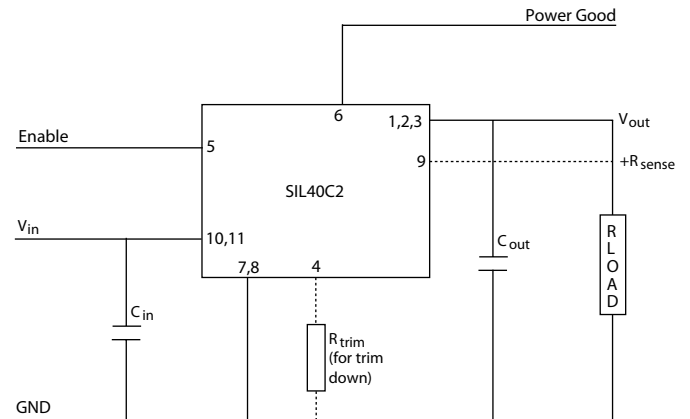 Power Good
6
1,2,3
Vout
Enable
5
9
+Rsense
SIL40C2
Vin
10,11
Cout
RLOAD
7,8
4
Cin
Rtrim
(for trim
down)
GND